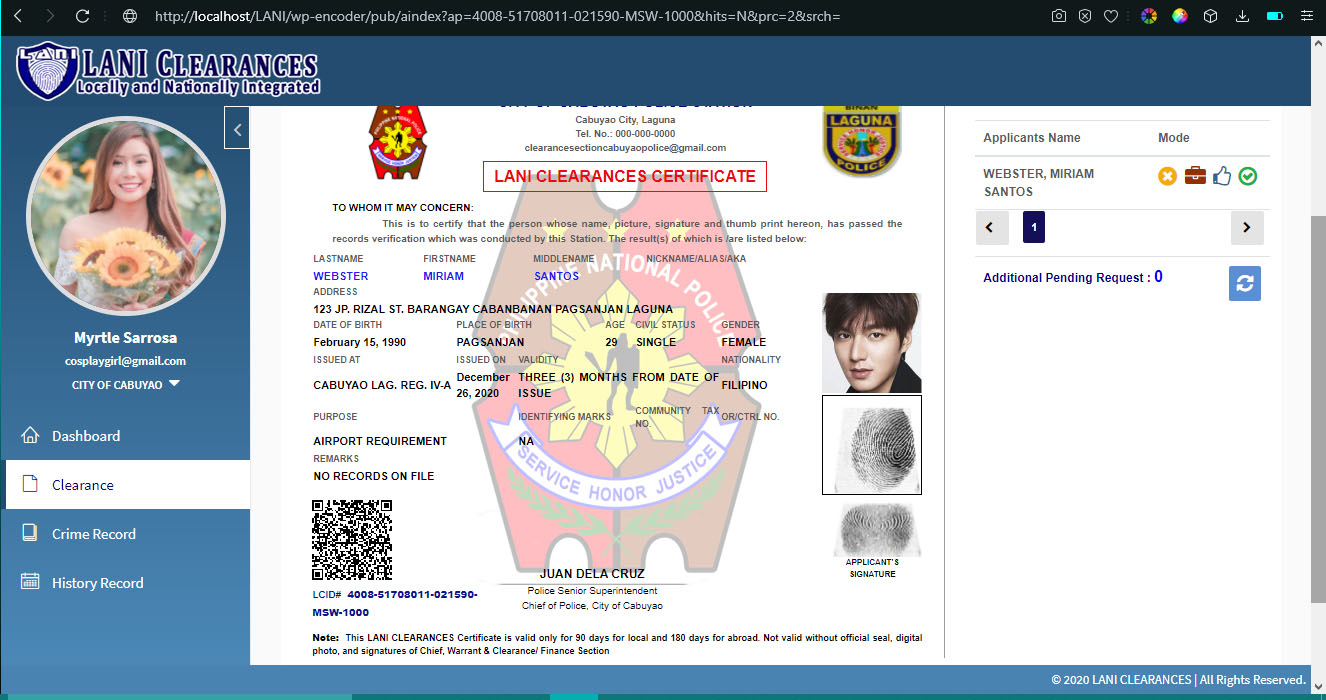 http://localhost/LANI/wp-encoder/pub/aindex?ap=4008-51708011-021590-MSW-1000&hits=N&prc=2&srch=
LANI CLEARANCES
Locally and Nationally Integrated
Myrtle Sarrosa
cosplaygirl@gmail.com
CITY OF CABUYAO
Dashboard
Clearance
Crime Record
History Record
CITY OF CABUYAO POLICE STATION
Cabuyao City, Laguna
Tel. No.: 000-000-0000
clearancesectioncabuyaopolice@gmail.com
SERVICE HONOR JUSTICE
BIÑAN
LAGUNA
POLICE
LANI CLEARANCES CERTIFICATE
TO WHOM IT MAY CONCERN:
This is to certify that the person whose name, picture, signature and thumb print hereon, has passed the
records verification which was conducted by this Station. The result(s) of which is /are listed below:
LASTNAME FIRSTNAME MIDDLENAME NICKNAME/ALIAS/AKA
WEBSTER MIRIAM SANTOS
ADDRESS
123 JP. RIZAL ST. BARANGAY CABANBANAN PAGSANJAN LAGUNA
DATE OF BIRTH PLACE OF BIRTH AGE CIVIL STATUS GENDER
February 15, 1990 PAGSANJAN 29 SINGLE FEMALE
ISSUED AT ISSUED ON VALIDITY NATIONALITY
CABUYAO LAG. REG. IV-A December 26, 2020 THREE (3) MONTHS FROM DATE OF ISSUE FILIPINO
PURPOSE IDENTIFYING MARKS COMMUNITY TAX NO. OR/CTRL NO.
AIRPORT REQUIREMENT NA
REMARKS
NO RECORDS ON FILE
PHILIPPINE NATIONAL POLICE
SERVICE HONOR JUSTICE
APPLICANT'S
SIGNATURE
JUAN DELA CRUZ
Police Senior Superintendent
Chief of Police, City of Cabuyao
LCID# 4008-51708011-021590-
MSW-1000
Note: This LANI CLEARANCES Certificate is valid only for 90 days for local and 180 days for abroad. Not valid without official seal, digital
photo, and signatures of Chief, Warrant & Clearance/ Finance Section
Applicants Name Mode
WEBSTER, MIRIAM
SANTOS
1
Additional Pending Request : 0
© 2020 LANI CLEARANCES | All Rights Reserved.